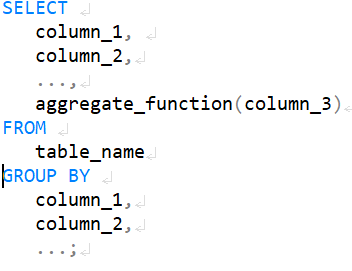 SELECT
column_1,
column_2,
...,
aggregate_function(column_3)
FROM
table_name
GROUP BY
column_1,
column_2,
...;